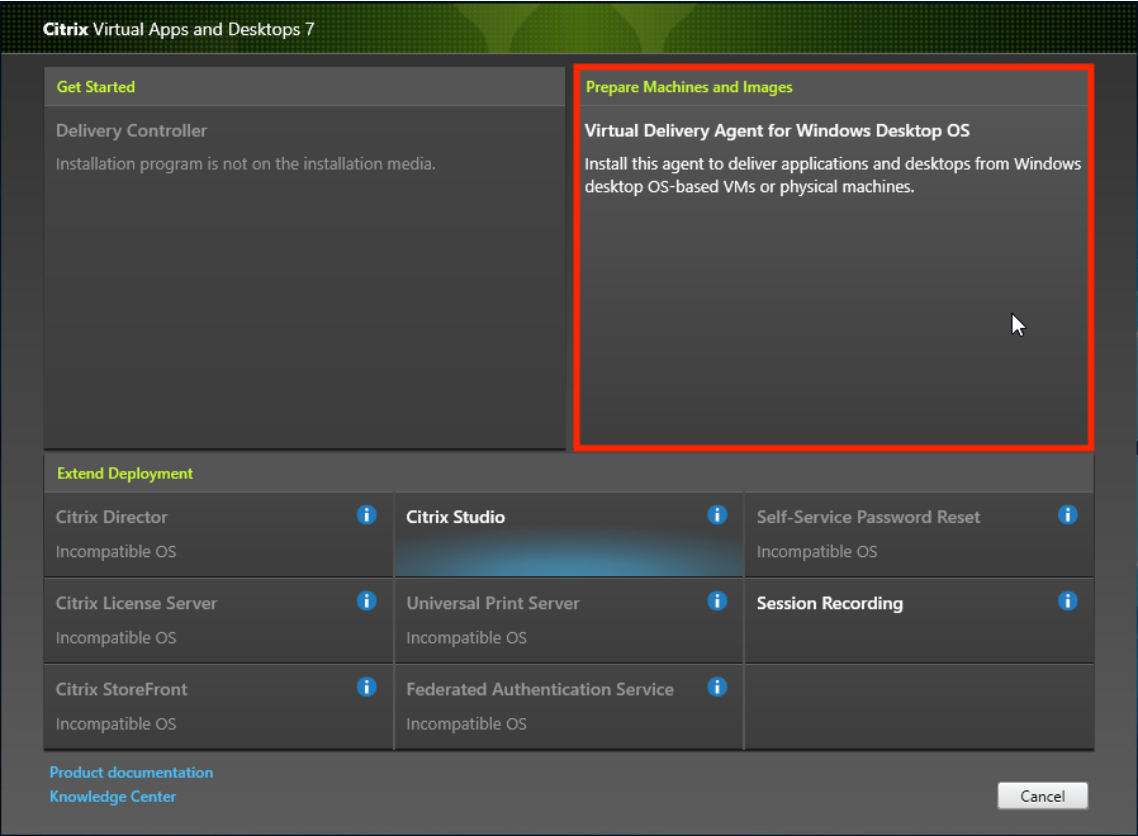 Citrix Virtual Apps and Desktops 7
Get Started
Delivery Controller
Installation program is not on the installation media.
Prepare Machines and Images
Virtual Delivery Agent for Windows Desktop OS
Install this agent to deliver applications and desktops from Windows
desktop OS-based VMs or physical machines.
Extend Deployment
Citrix Director
Incompatible OS
Citrix Studio
Self-Service Password Reset
Incompatible OS
Citrix License Server
Incompatible OS
Universal Print Server
Incompatible OS
Session Recording
Citrix StoreFront
Incompatible OS
Federated Authentication Service
Incompatible OS
Product documentation
Knowledge Center
Cancel